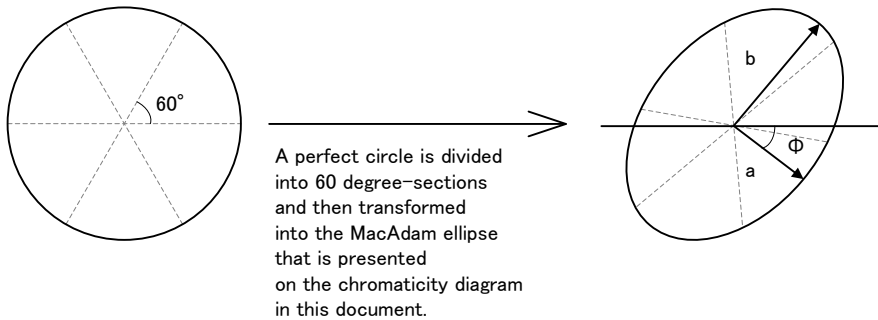 60°
A perfect circle is divided
into 60 degree-sections
and then transformed
into the MacAdam ellipse
that is presented
on the chromaticity diagram
in this document.
b
Φ
a